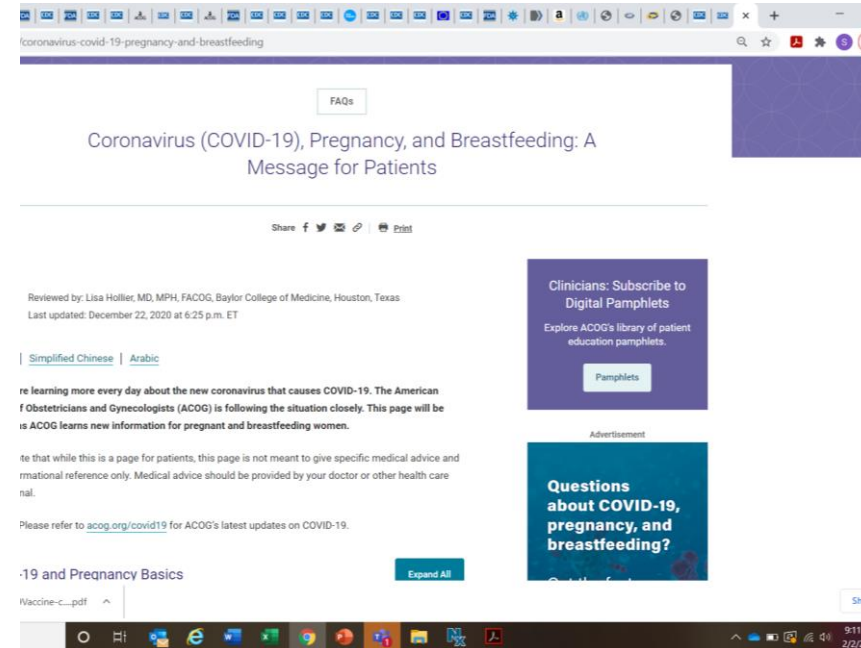 /coronavirus-covid-19-pregnancy-and-breastfeeding
FAQs
Coronavirus (COVID-19), Pregnancy, and Breastfeeding: A
Message for Patients
Share
Print
Reviewed by: Lisa Hollier, MD, MPH, FACOG, Baylor College of Medicine, Houston, Texas
Last updated: December 22, 2020 at 6:25 p.m. ET
| Simplified Chinese | Arabic
re learning more every day about the new coronavirus that causes COVID-19. The American
f Obstetricians and Gynecologists (ACOG) is following the situation closely. This page will be
s ACOG learns new information for pregnant and breastfeeding women.
te that while this is a page for patients, this page is not meant to give specific medical advice and
rmational reference only. Medical advice should be provided by your doctor or other health care
nal.
Please refer to acog.org/covid19 for ACOG's latest updates on COVID-19.
-19 and Pregnancy Basics
Expand All
Clinicians: Subscribe to
Digital Pamphlets
Explore ACOG's library of patient
education pamphlets.
Pamphlets
Advertisement
Questions
about COVID-19,
pregnancy, and
breastfeeding?
Vaccine-c....pdf
Sh
9:11
2/2/